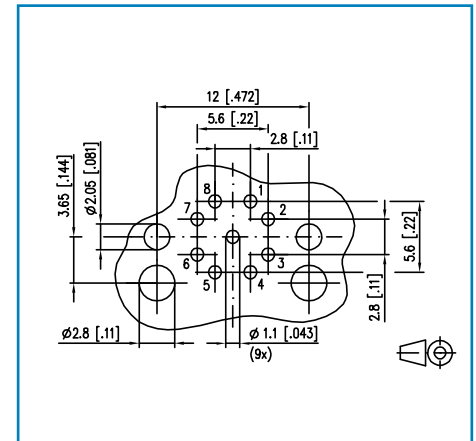 12 [.472]
5.6 [.22]
2.8 [.11]
3.65 [.144]
Ø2.05 [.081]
8 1
7 2
6 3
5 4
5.6 [.22]
2.8 [.11]
Ø2.8 [.11]
Ø 1.1 [.043]
(9x)